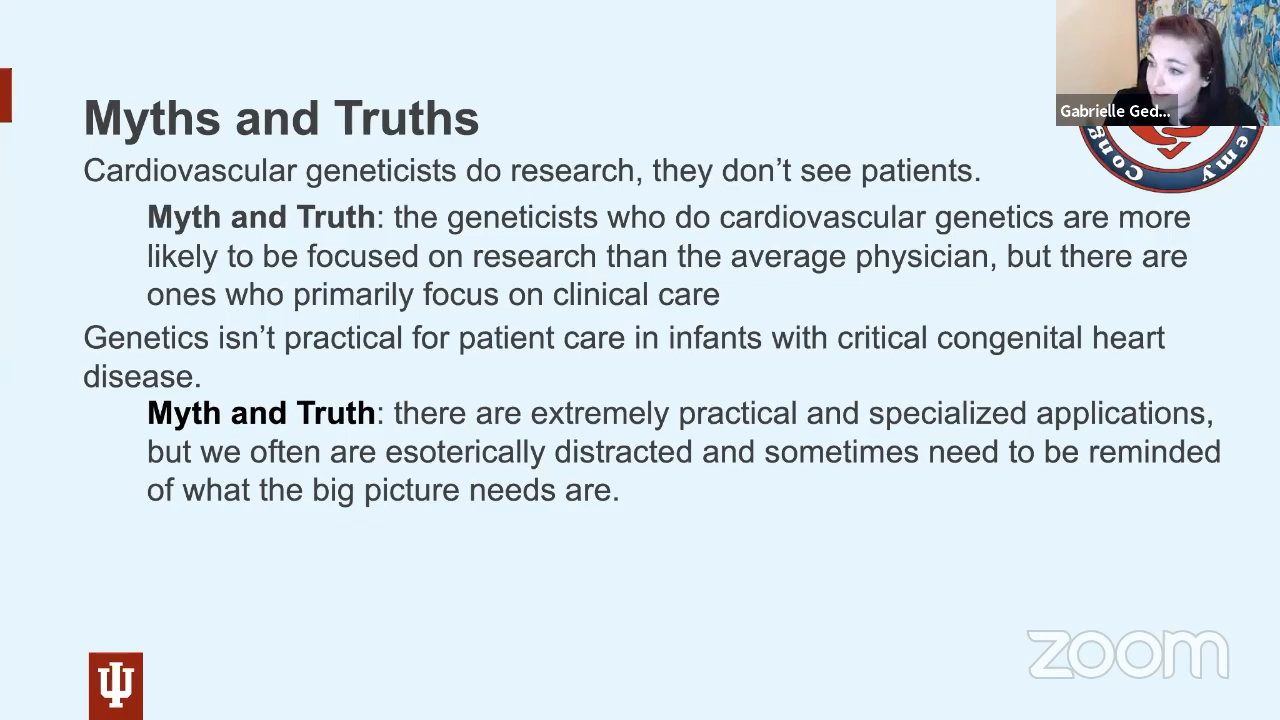 Gabrielle Ged...
Myths and Truths
Cardiovascular geneticists do research, they don’t see patients.
Myth and Truth: the geneticists who do cardiovascular genetics are more
likely to be focused on research than the average physician, but there are
ones who primarily focus on clinical care
Genetics isn’t practical for patient care in infants with critical congenital heart
disease.
Myth and Truth: there are extremely practical and specialized applications,
but we often are esoterically distracted and sometimes need to be reminded
of what the big picture needs are.
zoom